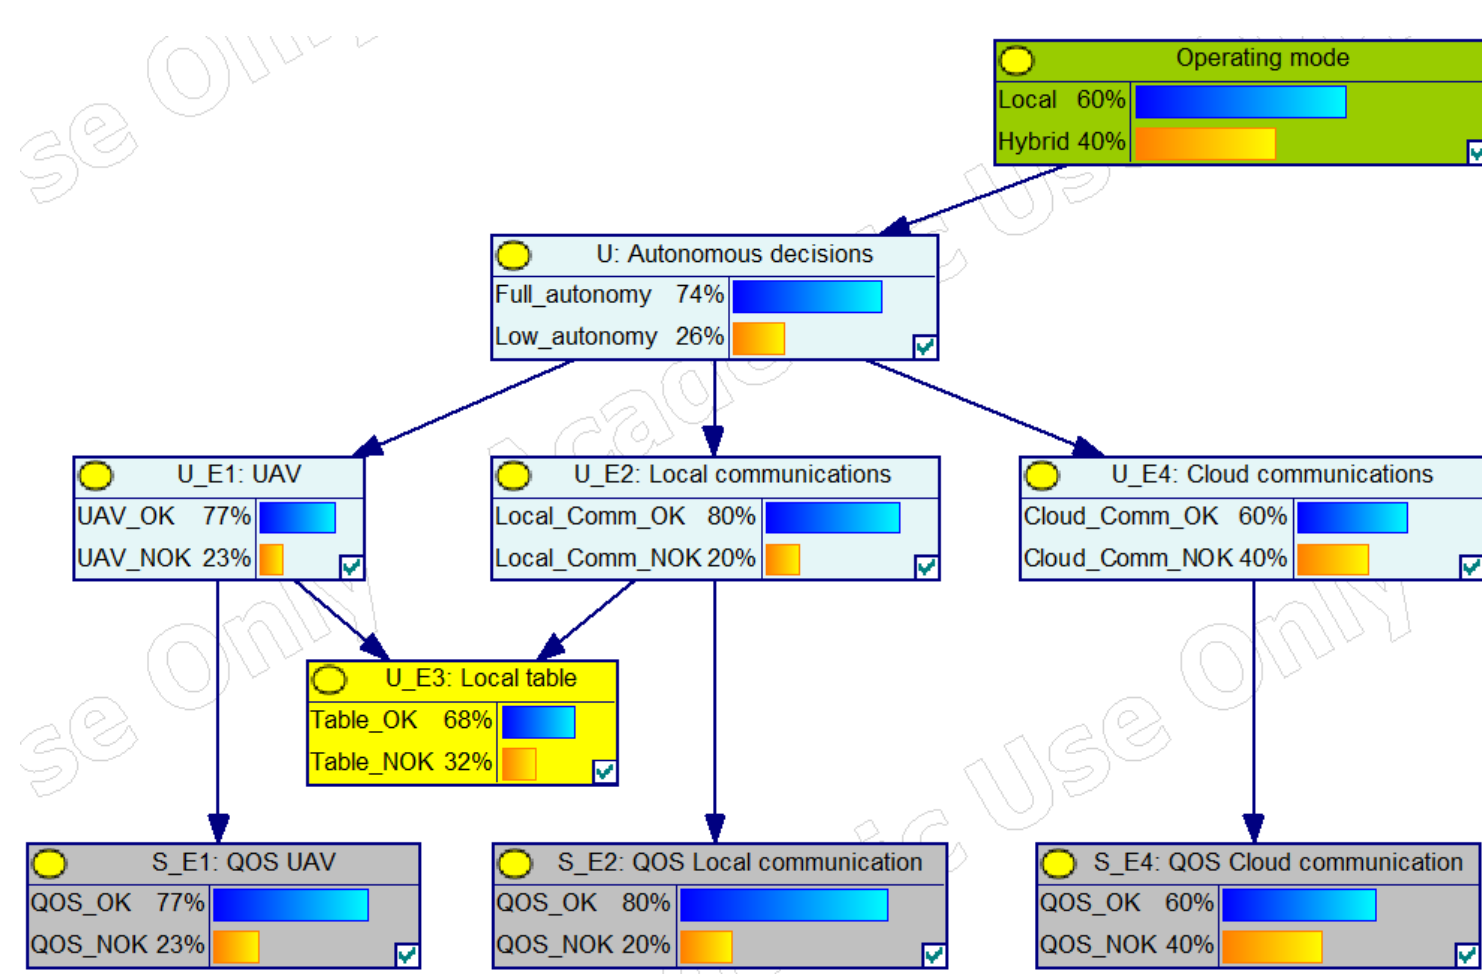 Operating mode
Local 60%
Hybrid 40%
U: Autonomous decisions
Full_autonomy 74%
Low_autonomy 26%
U_E1: UAV
UAV_OK 77%
UAV_NOK 23%
U_E2: Local communications
Local_Comm_OK 80%
Local_Comm_NOK 20%
U_E4: Cloud communications
Cloud_Comm_OK 60%
Cloud_Comm_NOK 40%
U_E3: Local table
Table_OK 68%
Table_NOK 32%
S_E1: QOS UAV
QOS_OK 77%
QOS_NOK 23%
S_E2: QOS Local communication
QOS_OK 80%
QOS_NOK 20%
S_E4: QOS Cloud communication
QOS_OK 60%
QOS_NOK 40%